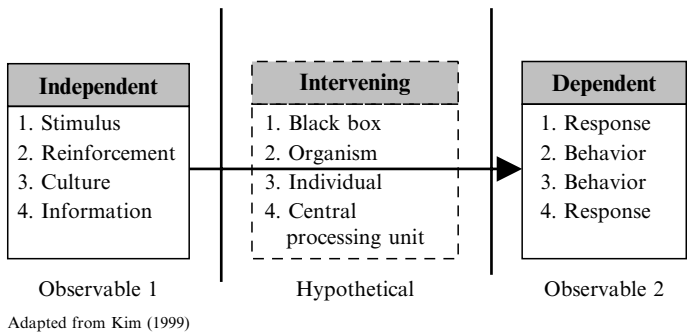 Independent
1. Stimulus
2. Reinforcement
3. Culture
4. Information
Observable 1
Intervening
1. Black box
2. Organism
3. Individual
4. Central
processing unit
Hypothetical
Dependent
1. Response
2. Behavior
3. Behavior
4. Response
Observable 2
Adapted from Kim (1999)